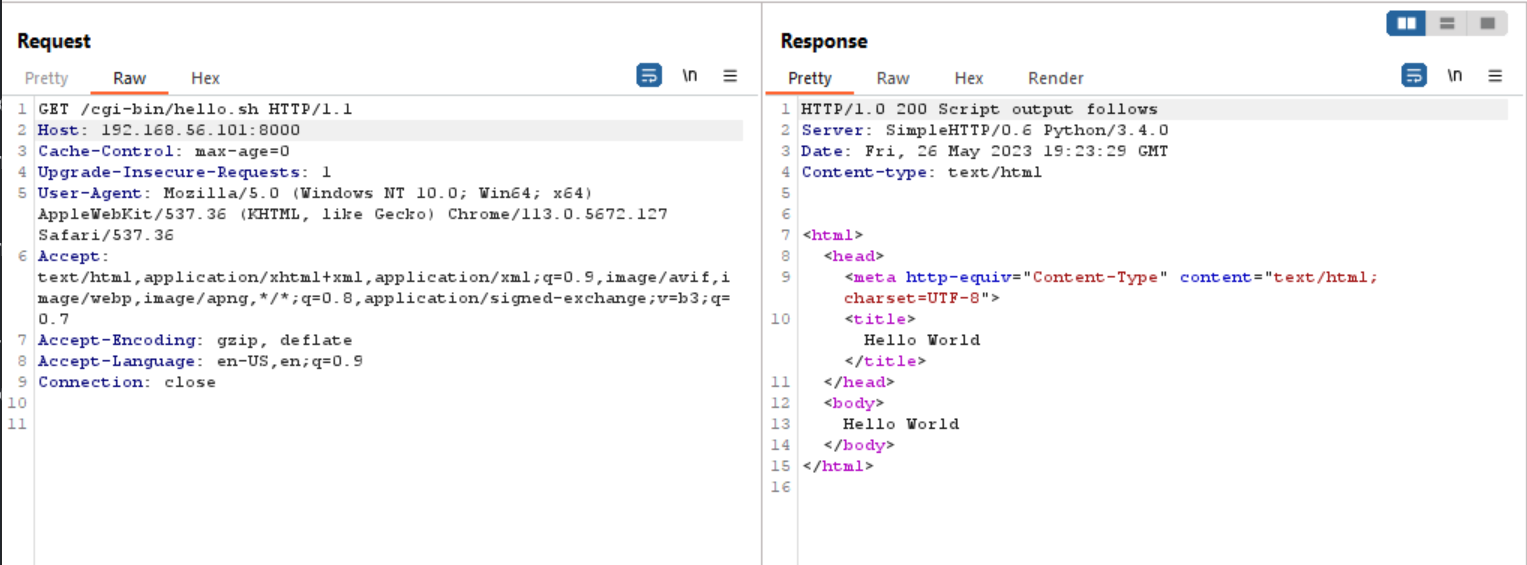 Request
Pretty Raw Hex \n
1 GET /cgi-bin/hello.sh HTTP/1.1
2 Host: 192.168.56.101:8000
3 Cache-Control: max-age=0
4 Upgrade-Insecure-Requests: 1
5 User-Agent: Mozilla/5.0 (Windows NT 10.0; Win64; x64)
AppleWebKit/537.36 (KHTML, like Gecko) Chrome/113.0.5672.127
Safari/537.36
6 Accept:
text/html,application/xhtml+xml,application/xml;q=0.9,image/avif,i
mage/webp,image/apng,*/*;q=0.8,application/signed-exchange;v=b3;q=
0.7
7 Accept-Encoding: gzip, deflate
8 Accept-Language: en-US,en;q=0.9
9 Connection: close
10
11
Response
Pretty Raw Hex Render \n
1 HTTP/1.0 200 Script output follows
2 Server: SimpleHTTP/0.6 Python/3.4.0
3 Date: Fri, 26 May 2023 19:23:29 GMT
4 Content-type: text/html
5
6
7 <html>
8 <head>
9 <meta http-equiv="Content-Type" content="text/html;
charset=UTF-8">
10 <title>
Hello World
</title>
11 </head>
12 <body>
13 Hello World
14 </body>
15 </html>
16